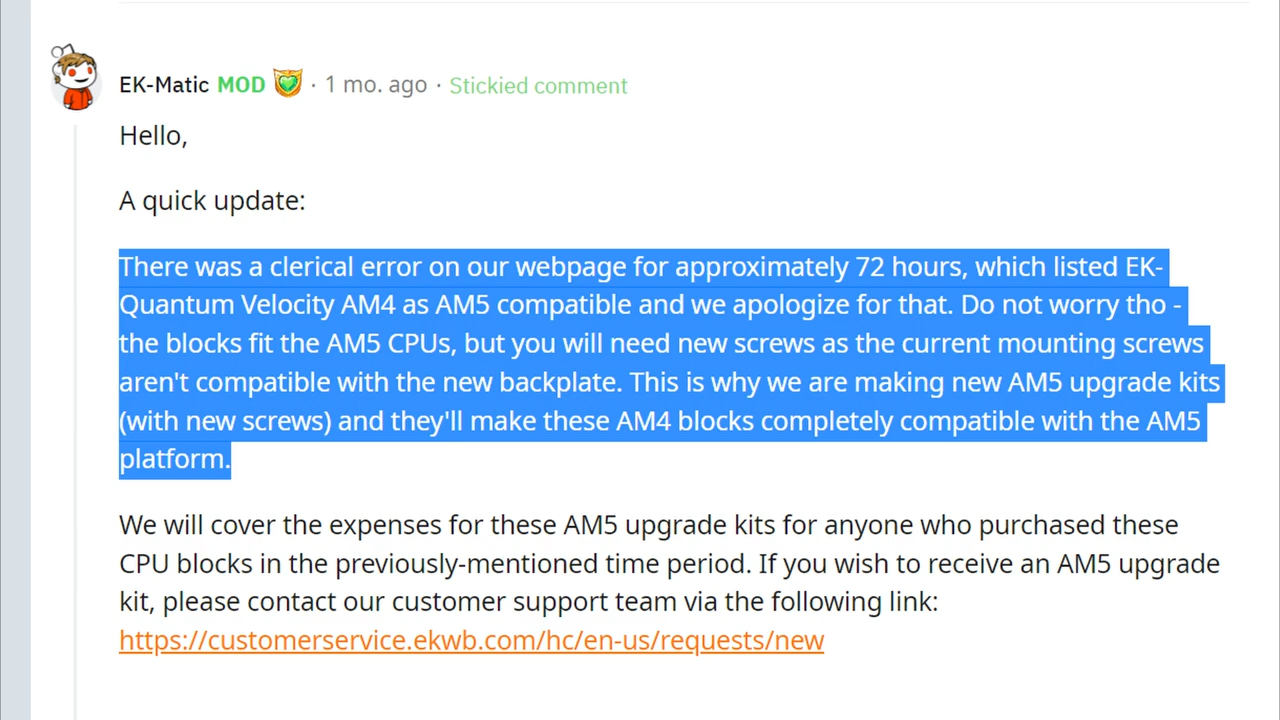 EK-Matic MOD · 1 mo. ago · Stickied comment
Hello,
A quick update:
There was a clerical error on our webpage for approximately 72 hours, which listed EK-
Quantum Velocity AM4 as AM5 compatible and we apologize for that. Do not worry tho -
the blocks fit the AM5 CPUs, but you will need new screws as the current mounting screws
aren't compatible with the new backplate. This is why we are making new AM5 upgrade kits
(with new screws) and they'll make these AM4 blocks completely compatible with the AM5
platform.
We will cover the expenses for these AM5 upgrade kits for anyone who purchased these
CPU blocks in the previously-mentioned time period. If you wish to receive an AM5 upgrade
kit, please contact our customer support team via the following link:
https://customerservice.ekwb.com/hc/en-us/requests/new